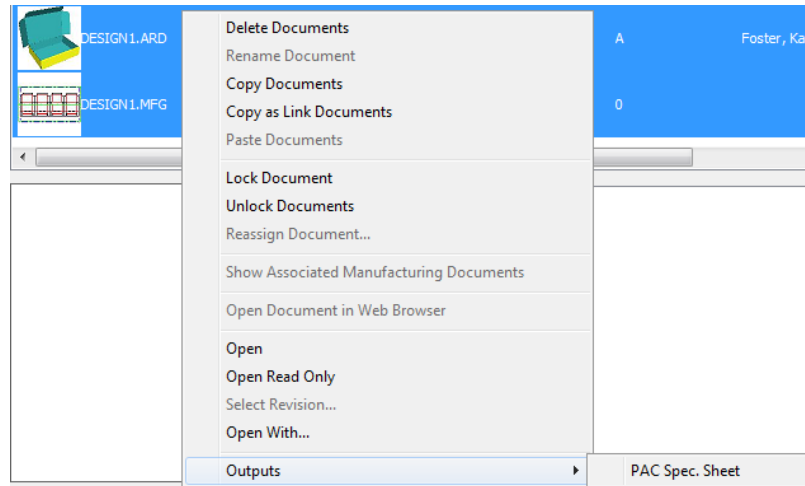 DESIGN1.ARD
A
Foster, Ka
DESIGN1.MFG
0
Delete Documents
Rename Document
Copy Documents
Copy as Link Documents
Paste Documents
Lock Document
Unlock Documents
Reassign Document...
Show Associated Manufacturing Documents
Open Document in Web Browser
Open
Open Read Only
Select Revision...
Open With...
Outputs
PAC Spec. Sheet